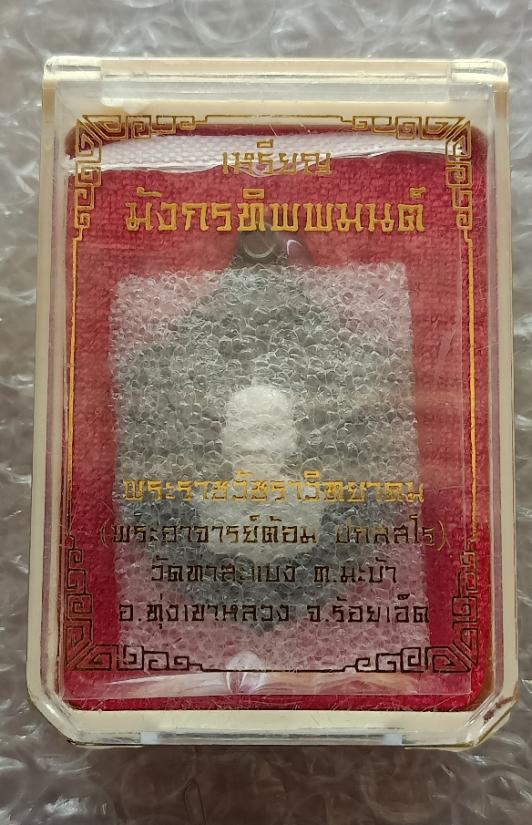 เหรียญ
มังกรทิพพมนต์
พระราชวัชราวิทยาคม
(พระอาจารย์ต้อม ปภสสโร)
วัดท่าสะแบง ต.มะบ้า
อ.ทุ่งเขาหลวง จ.ร้อยเอ็ด